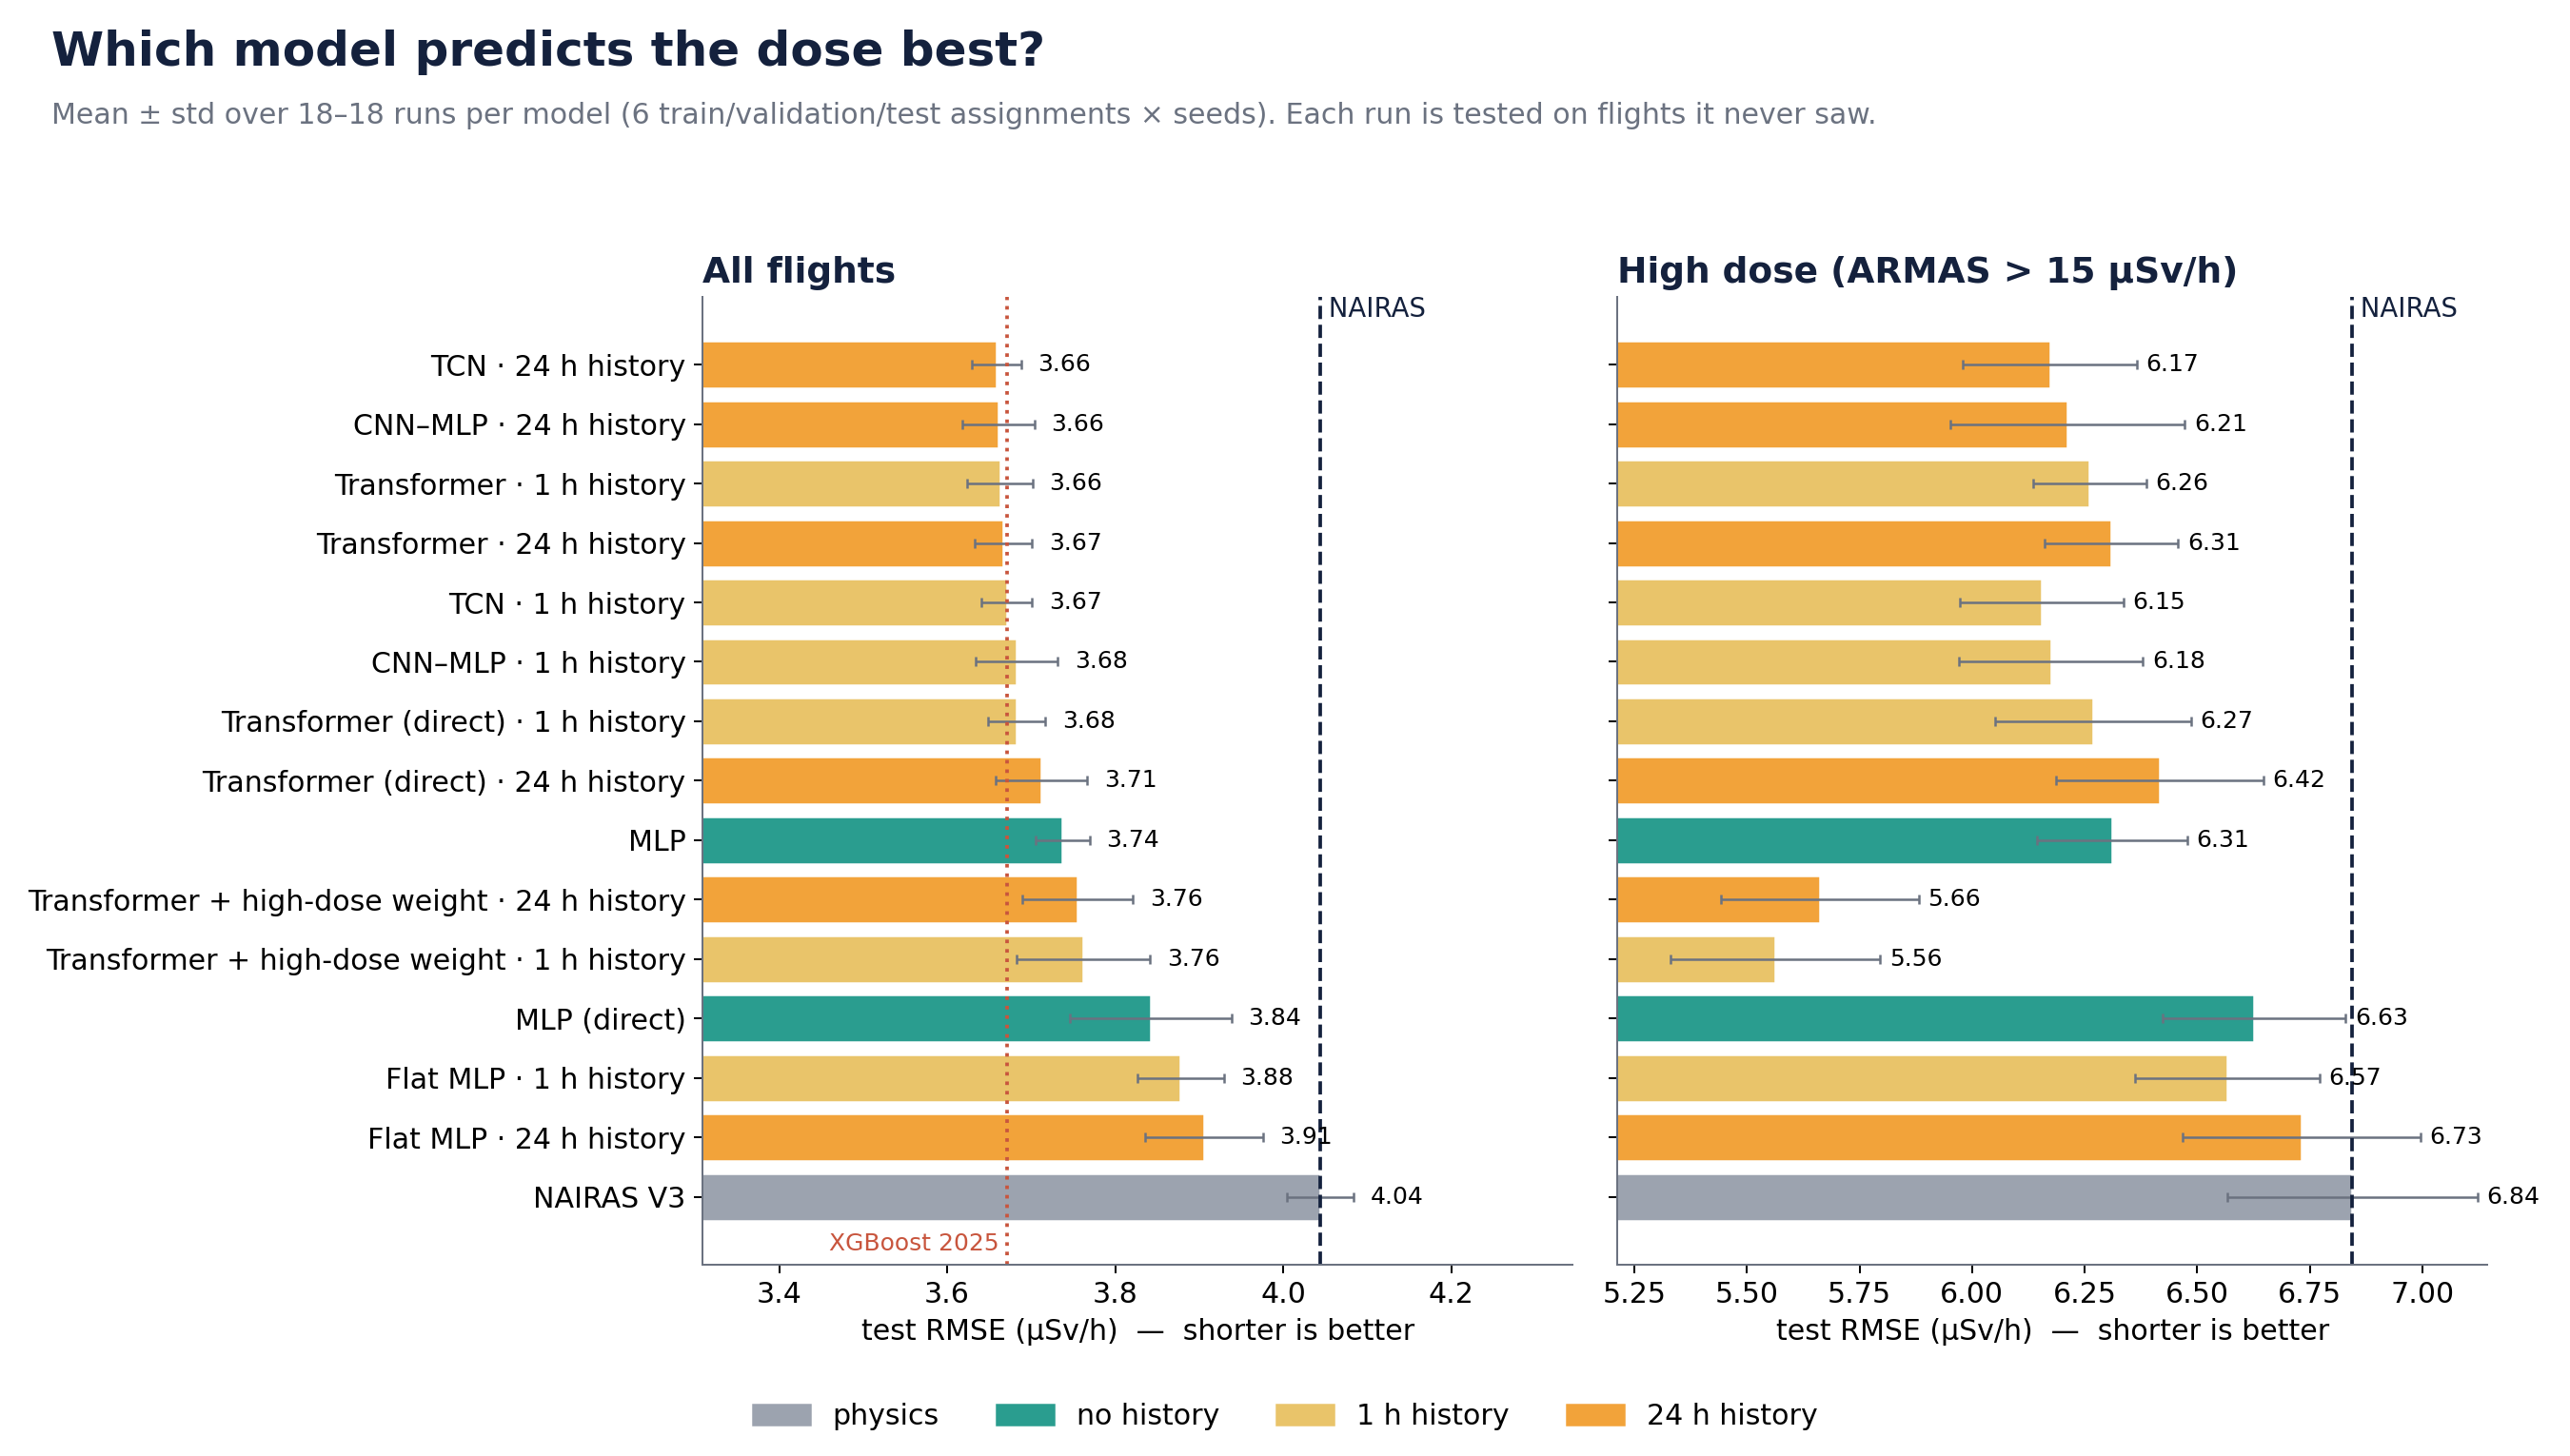 Which model predicts the dose best?
Mean ± std over 18–18 runs per model (6 train/validation/test assignments × seeds). Each run is tested on flights it never saw.
All flights
High dose (ARMAS > 15 µSv/h)
NAIRAS
NAIRAS
TCN · 24 h history 3.66 6.17
CNN–MLP · 24 h history 3.66 6.21
Transformer · 1 h history 3.66 6.26
Transformer · 24 h history 3.67 6.31
TCN · 1 h history 3.67 6.15
CNN–MLP · 1 h history 3.68 6.18
Transformer (direct) · 1 h history 3.68 6.27
Transformer (direct) · 24 h history 3.71 6.42
MLP 3.74 6.31
Transformer + high-dose weight · 24 h history 3.76 5.66
Transformer + high-dose weight · 1 h history 3.76 5.56
MLP (direct) 3.84 6.63
Flat MLP · 1 h history 3.88 6.57
Flat MLP · 24 h history 3.91 6.73
NAIRAS V3 4.04 6.84
XGBoost 2025
3.4 3.6 3.8 4.0 4.2
5.25 5.50 5.75 6.00 6.25 6.50 6.75 7.00
test RMSE (µSv/h) — shorter is better
test RMSE (µSv/h) — shorter is better
physics no history 1 h history 24 h history